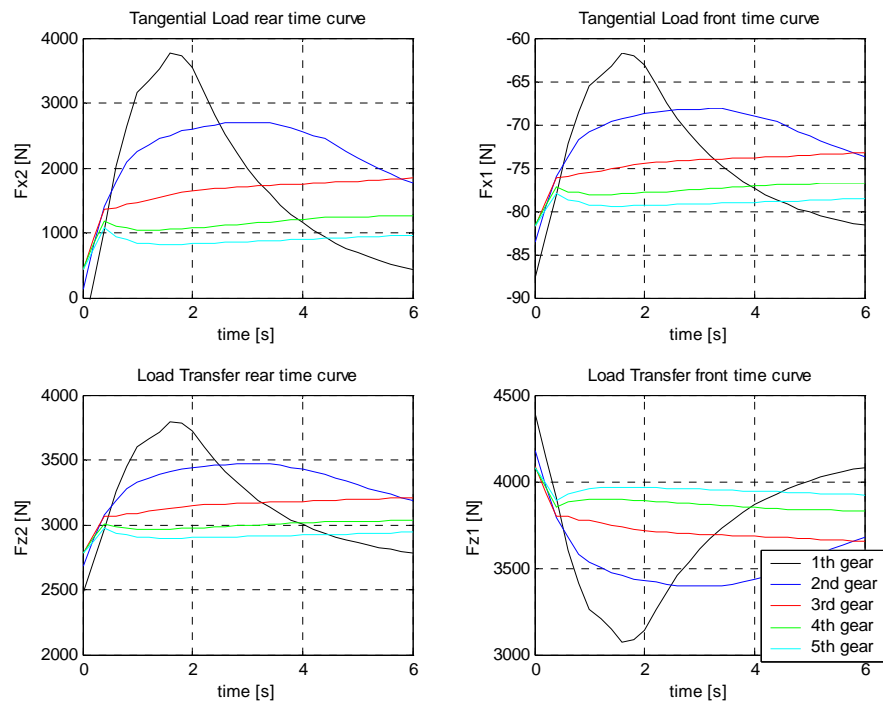 Tangential Load rear time curve
Fx2 [N]
4000
3000
2000
1000
0
0 2 4 6
time [s]
Tangential Load front time curve
Fx1 [N]
-60
-65
-70
-75
-80
-85
-90
0 2 4 6
time [s]
Load Transfer rear time curve
Fz2 [N]
4000
3500
3000
2500
2000
0 2 4 6
time [s]
Load Transfer front time curve
Fz1 [N]
4500
4000
3500
3000
0 2 4 6
time [s]
1th gear
2nd gear
3rd gear
4th gear
5th gear